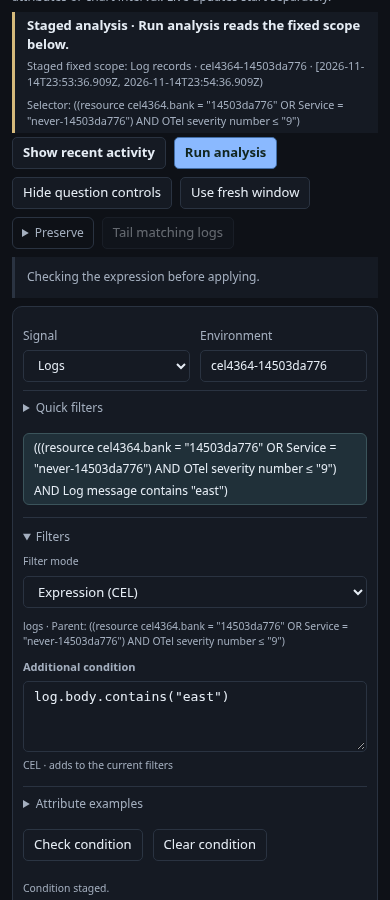 Staged analysis · Run analysis reads the fixed scope
below.
Staged fixed scope: Log records · cel4364-14503da776 · [2026-11-
14T23:53:36.909Z, 2026-11-14T23:54:36.909Z)
Selector: ((resource cel4364.bank = "14503da776" OR Service =
"never-14503da776") AND OTel severity number ≤ "9")
Show recent activity
Run analysis
Hide question controls
Use fresh window
Preserve
Tail matching logs
Checking the expression before applying.
Signal
Environment
Logs
cel4364-14503da776
Quick filters
(((resource cel4364.bank = "14503da776" OR Service =
"never-14503da776") AND OTel severity number ≤ "9")
AND Log message contains "east")
Filters
Filter mode
Expression (CEL)
logs · Parent: ((resource cel4364.bank = "14503da776" OR Service =
"never-14503da776") AND OTel severity number ≤ "9")
Additional condition
log.body.contains("east")
CEL · adds to the current filters
Attribute examples
Check condition
Clear condition
Condition staged.